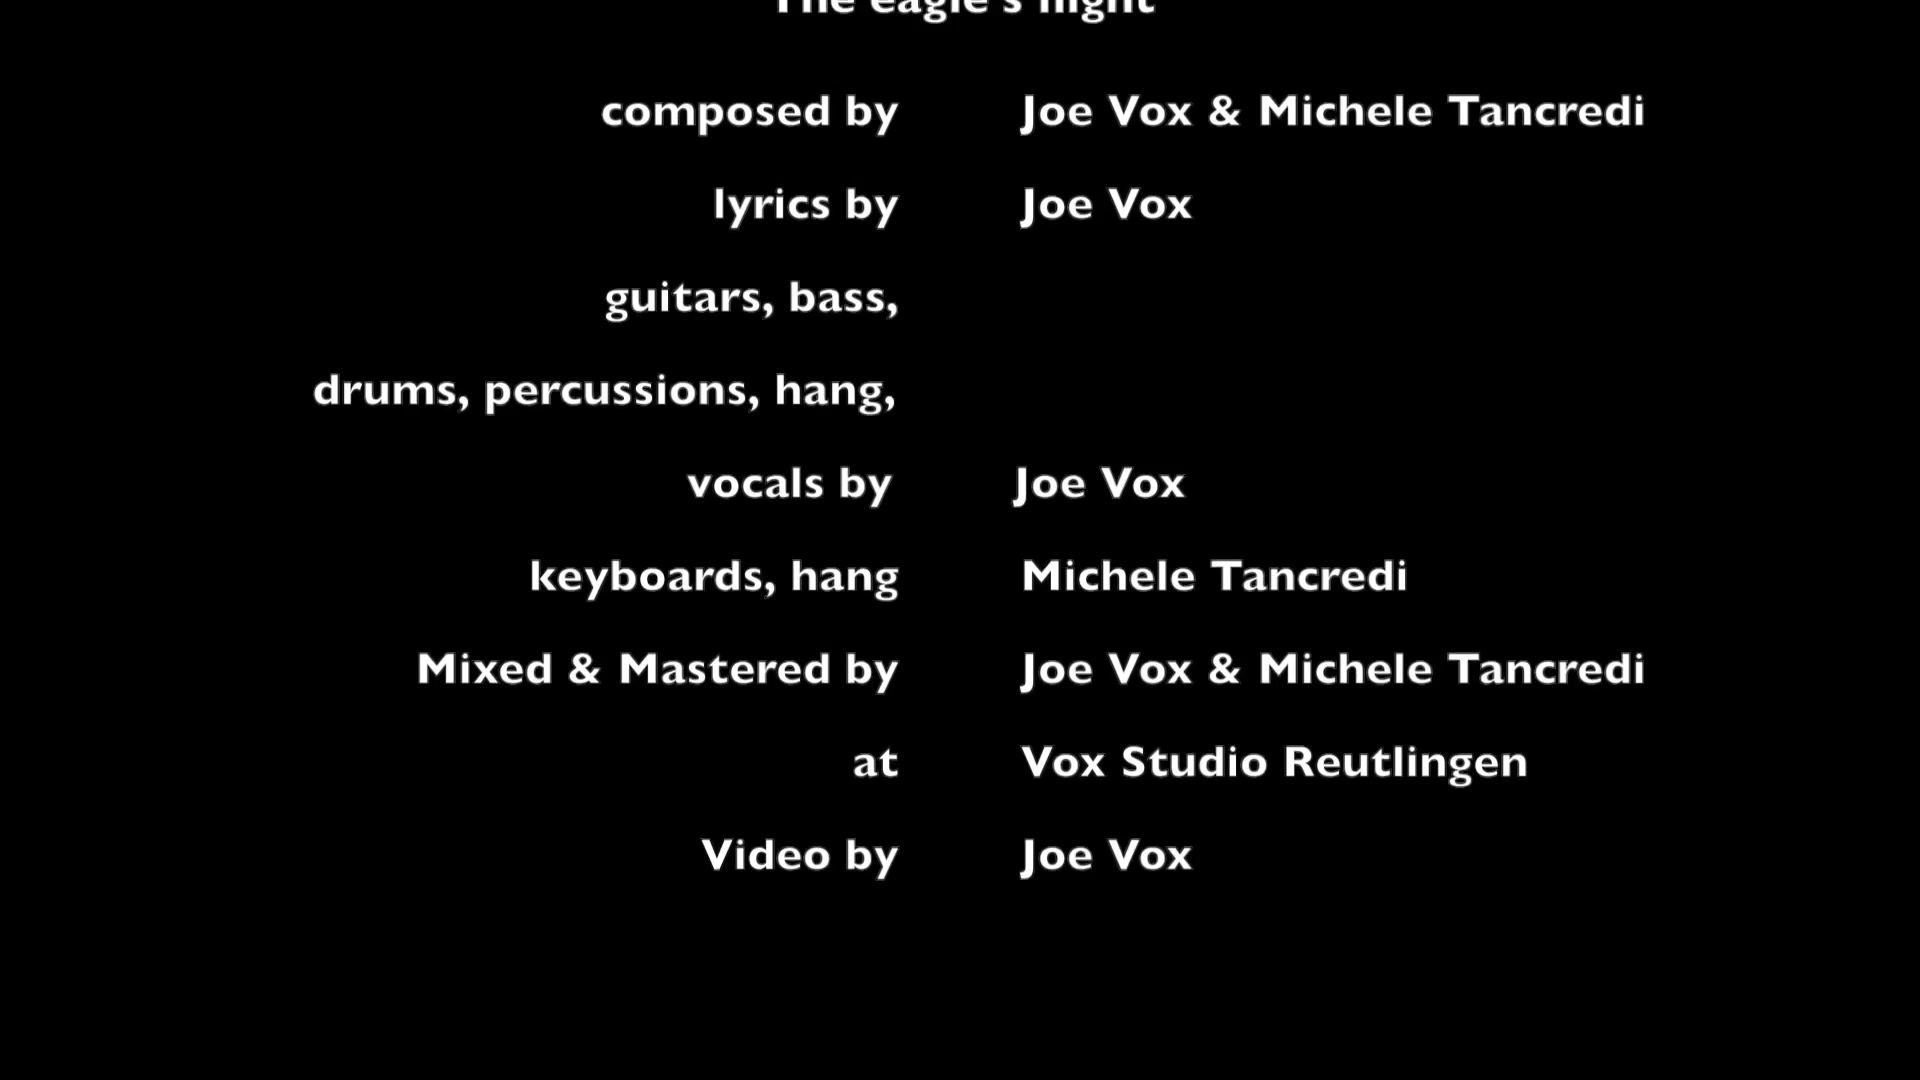 The eagle's
composed by Joe Vox & Michele Tancredi
lyrics by Joe Vox
guitars, bass,
drums, percussions, hang,
vocals by Joe Vox
keyboards, hang Michele Tancredi
Mixed & Mastered by Joe Vox & Michele Tancredi
at Vox Studio Reutlingen
Video by Joe Vox